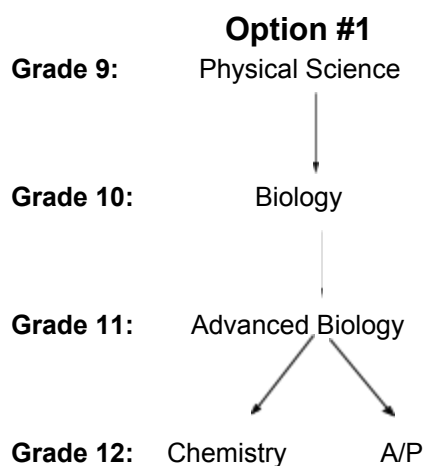 Option #1
Grade 9: Physical Science
Grade 10: Biology
Grade 11: Advanced Biology
Grade 12: Chemistry A/P